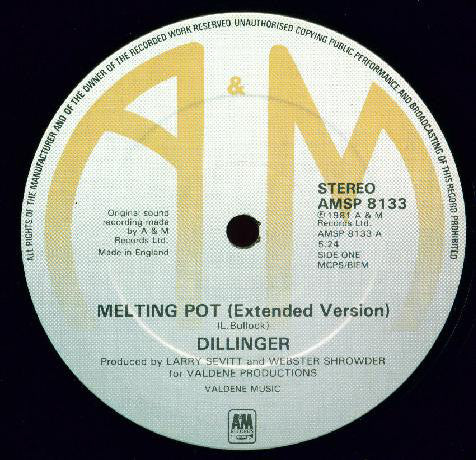 ALL RIGHTS OF THE MANUFACTURER AND OF THE OWNER OF THE RECORDED WORK RESERVED UNAUTHORISED COPYING PUBLIC PERFORMANCE AND BROADCASTING OF THIS RECORD PROHIBITED
A & M
STEREO
AMSP 8133
℗ 1981 A & M
Records Ltd.
AMSP 8133 A
5.24
SIDE ONE
MCPS/BIEM
Original sound
recording made
by A & M
Records Ltd.
Made in England
MELTING POT (Extended Version)
(L. Bullock)
DILLINGER
Produced by LARRY SEVITT and WEBSTER SHROWDER
for VALDENE PRODUCTIONS
VALDENE MUSIC
A&M
RECORDS